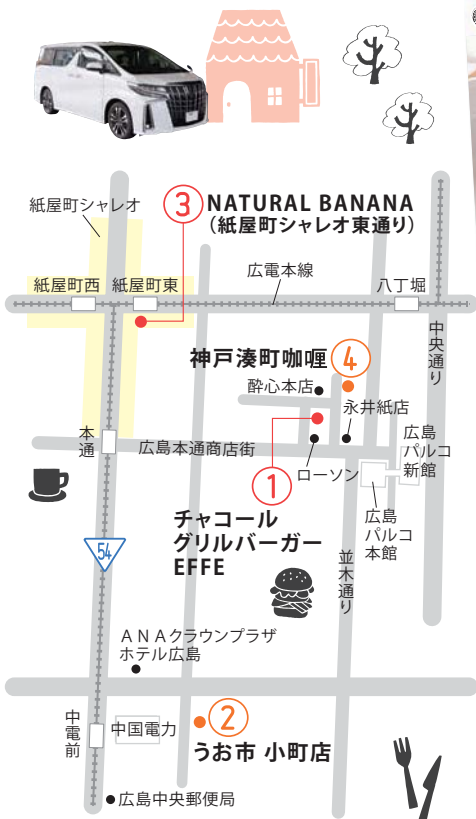 紙屋町シャレオ
③ NATURAL BANANA
(紙屋町シャレオ東通り)
紙屋町西
紙屋町東
広電本線
八丁堀
中央通り
神戸湊町咖喱 ④
酔心本店
永井紙店
本通
広島本通商店街
ローソン
広島
パルコ
新館
①
チャコール
グリルバーガー
EFFE
広島
パルコ
本館
54
並木通り
ANAクラウンプラザ
ホテル広島
中電前
中国電力
②
うお市 小町店
広島中央郵便局